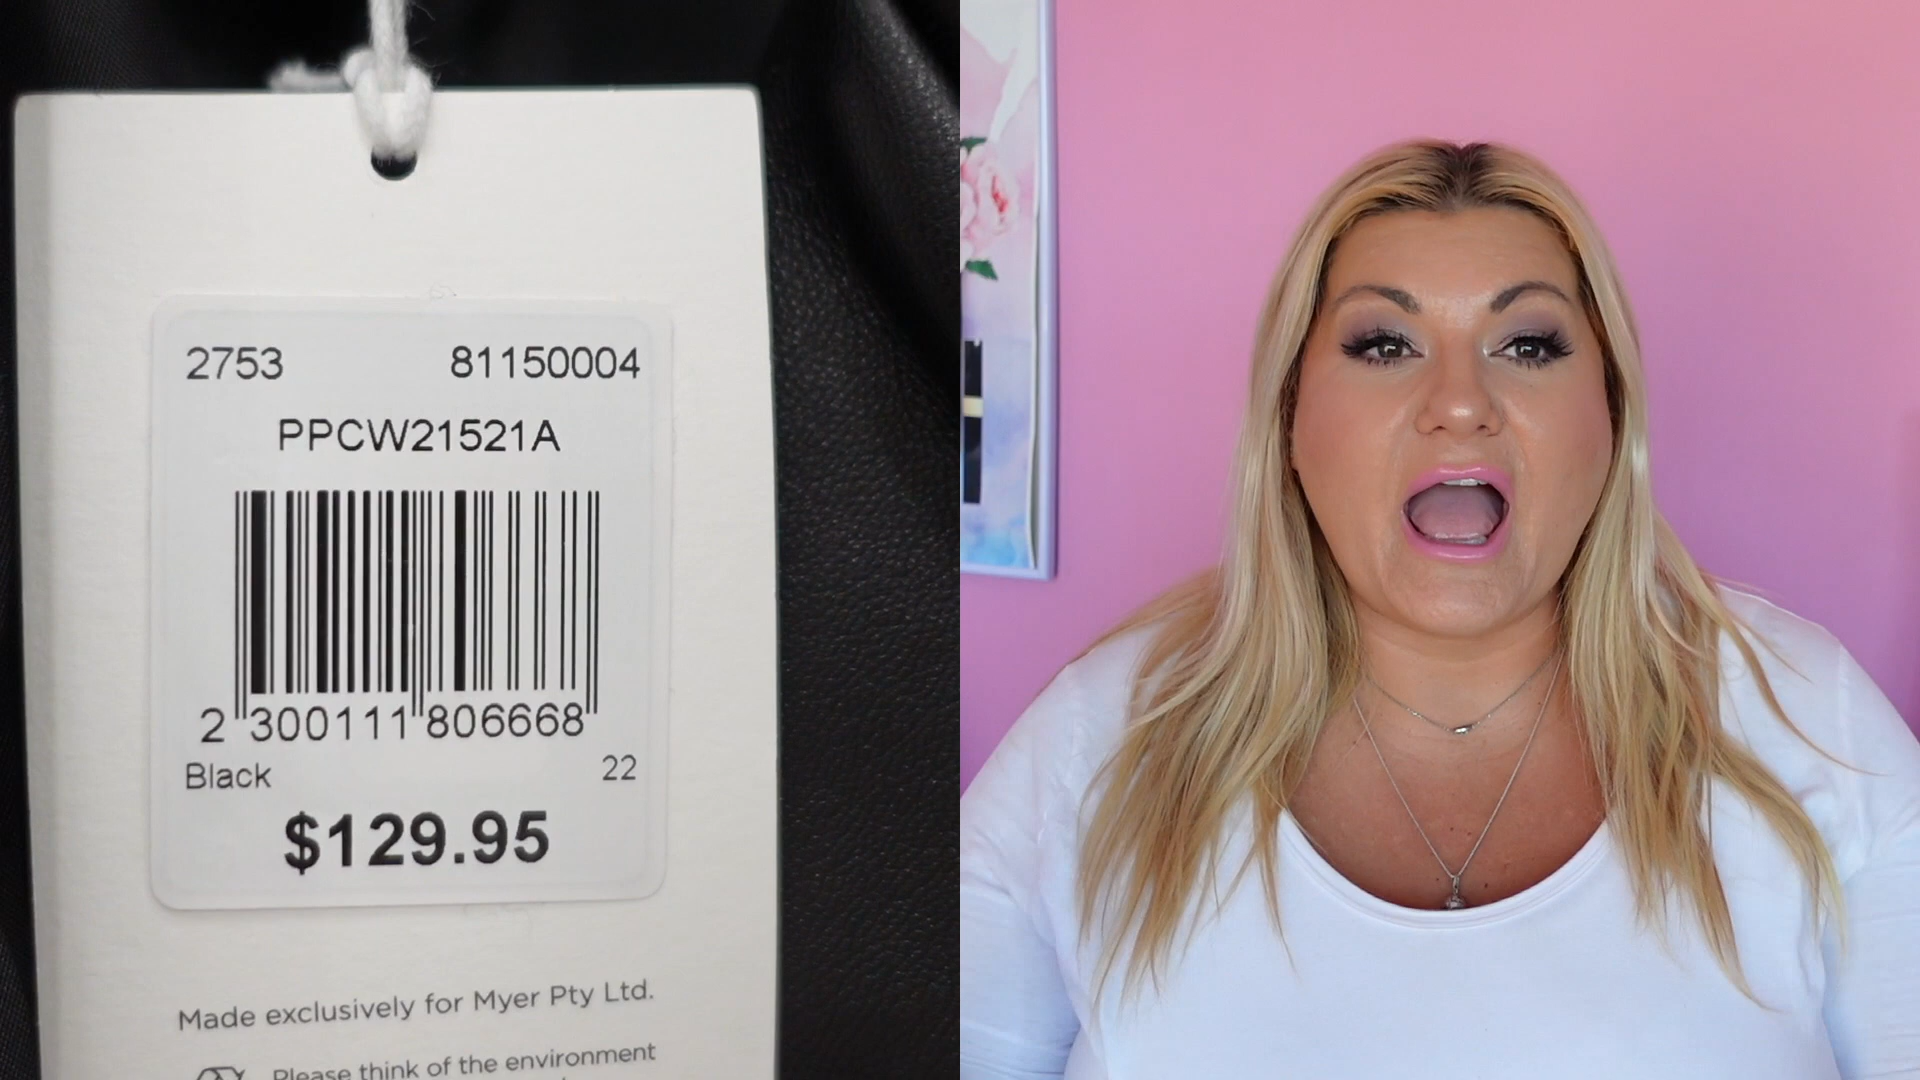 2753 81150004
PPCW21521A
2 300111 806668
Black 22
$129.95
Made exclusively for Myer Pty Ltd.
Please think of the environment